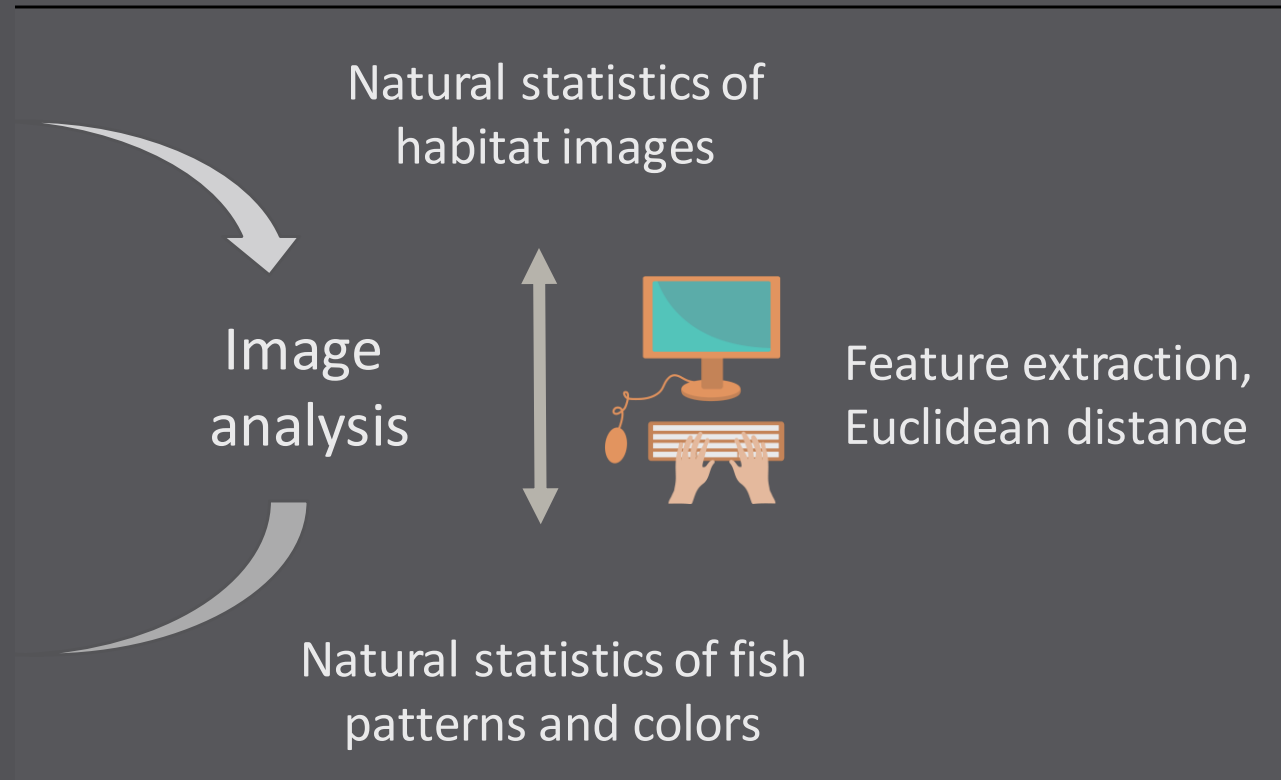 Natural statistics of
habitat images
Image
analysis
Feature extraction,
Euclidean distance
Natural statistics of fish
patterns and colors